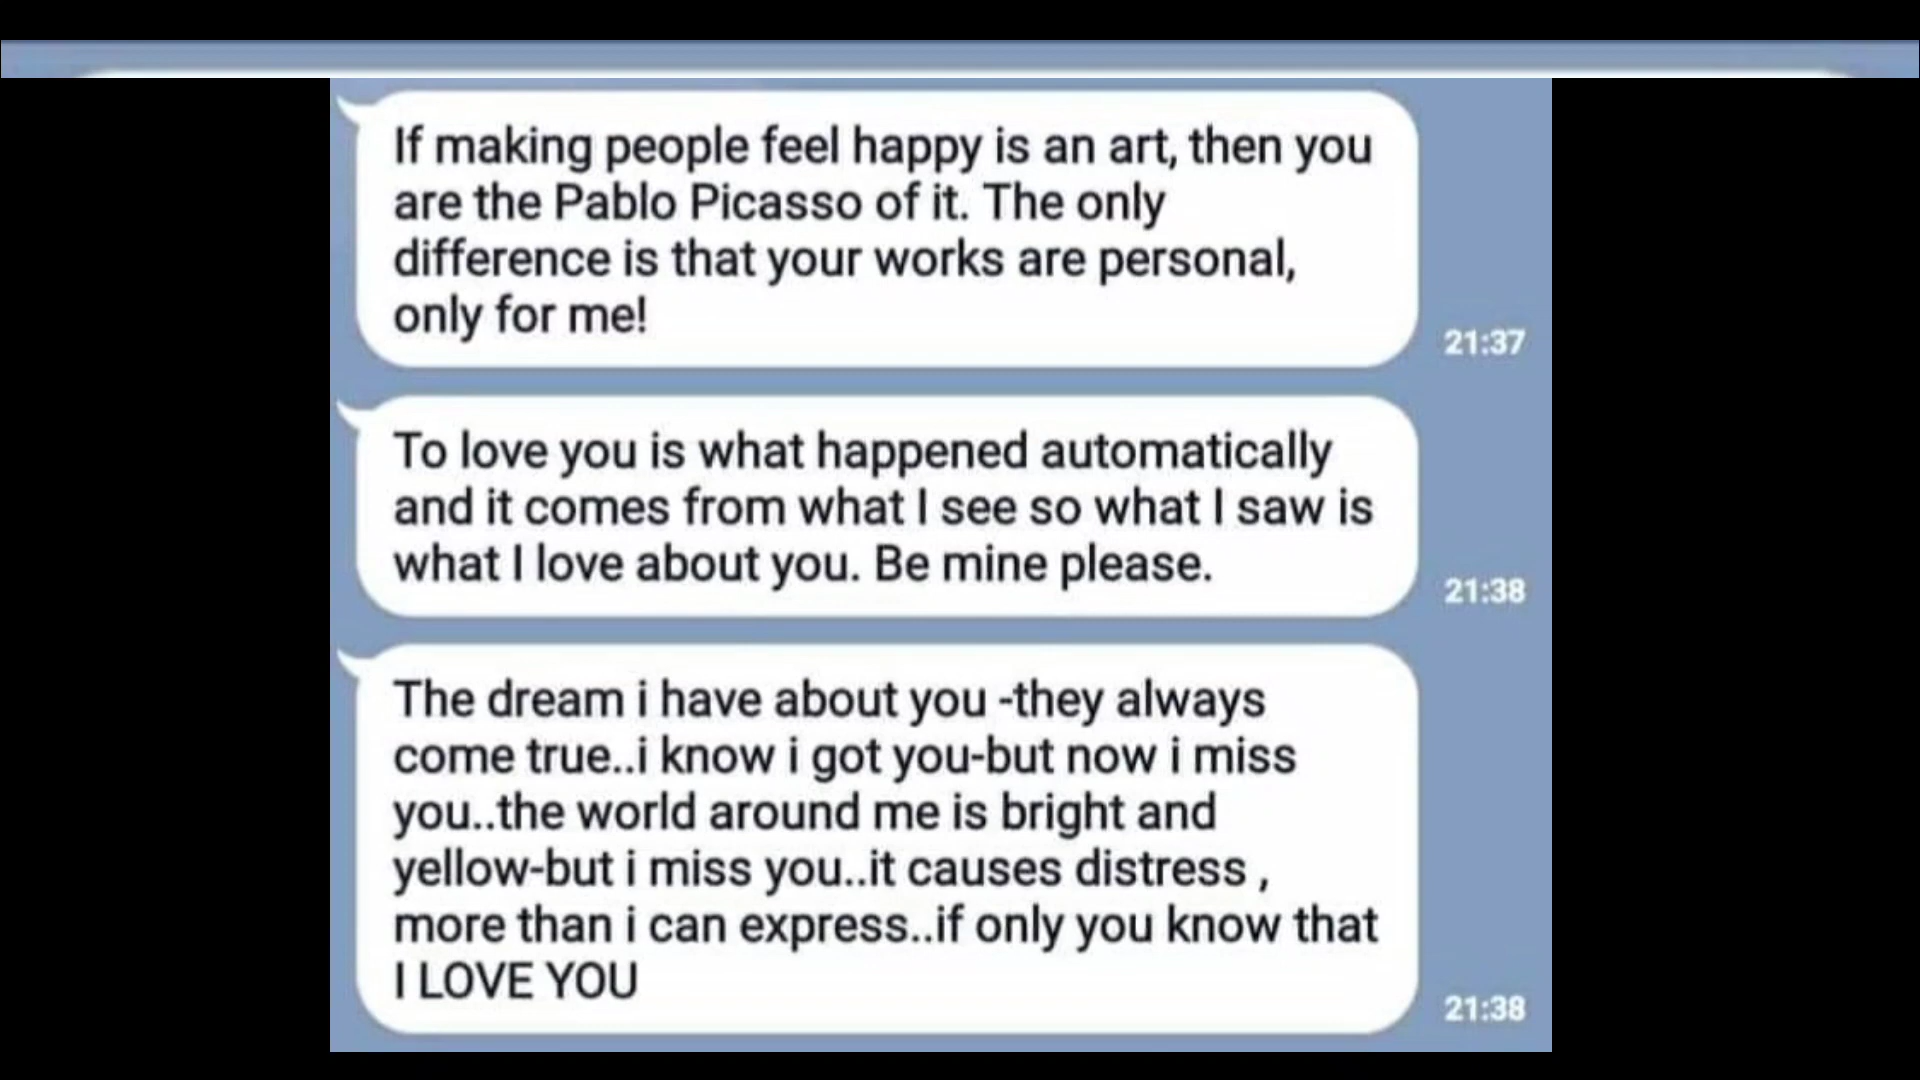 If making people feel happy is an art, then you
are the Pablo Picasso of it. The only
difference is that your works are personal,
only for me!
21:37
To love you is what happened automatically
and it comes from what I see so what I saw is
what I love about you. Be mine please.
21:38
The dream i have about you -they always
come true..i know i got you-but now i miss
you..the world around me is bright and
yellow-but i miss you..it causes distress ,
more than i can express..if only you know that
I LOVE YOU
21:38